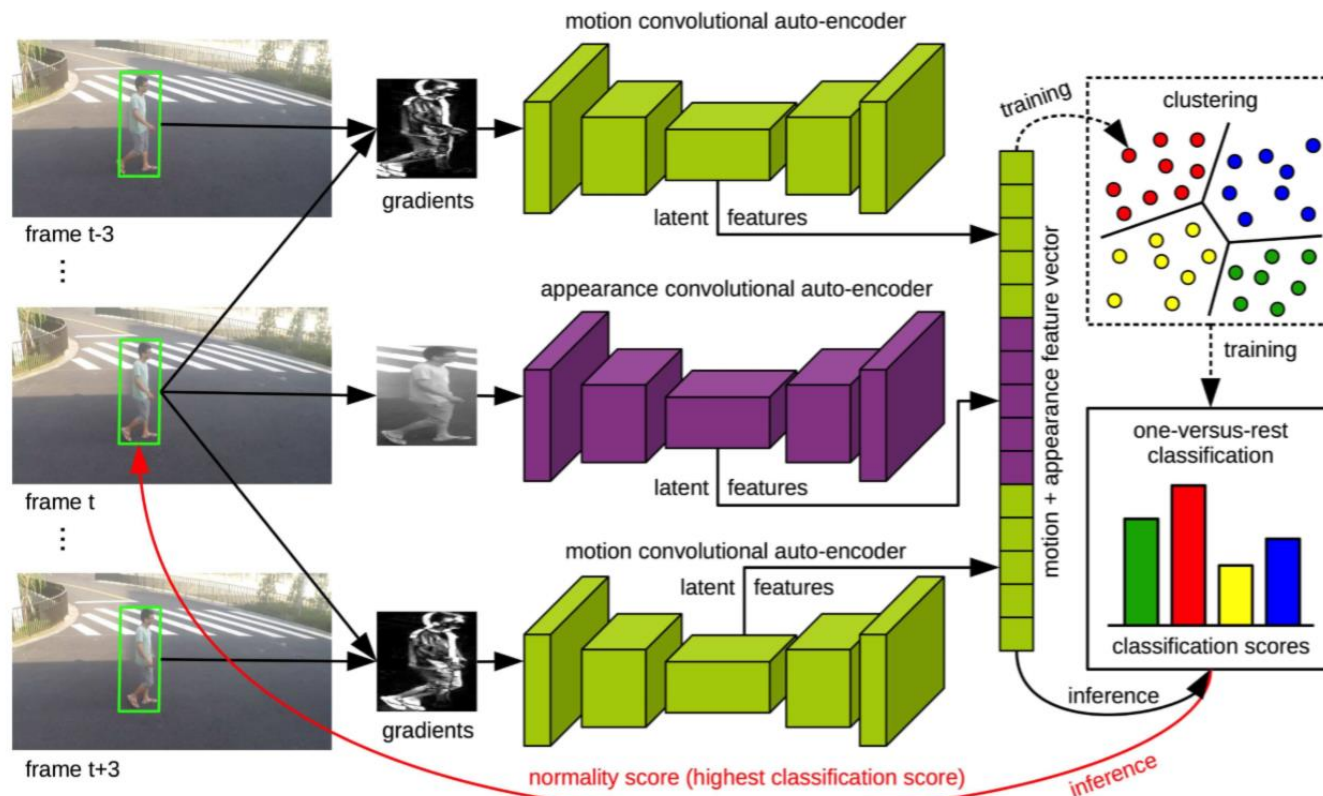 motion convolutional auto-encoder
gradients
latent features
frame t-3
⋮
training
clustering
appearance convolutional auto-encoder
latent features
frame t
⋮
motion + appearance feature vector
training
one-versus-rest
classification
classification scores
motion convolutional auto-encoder
latent features
gradients
frame t+3
inference
normality score (highest classification score)
inference